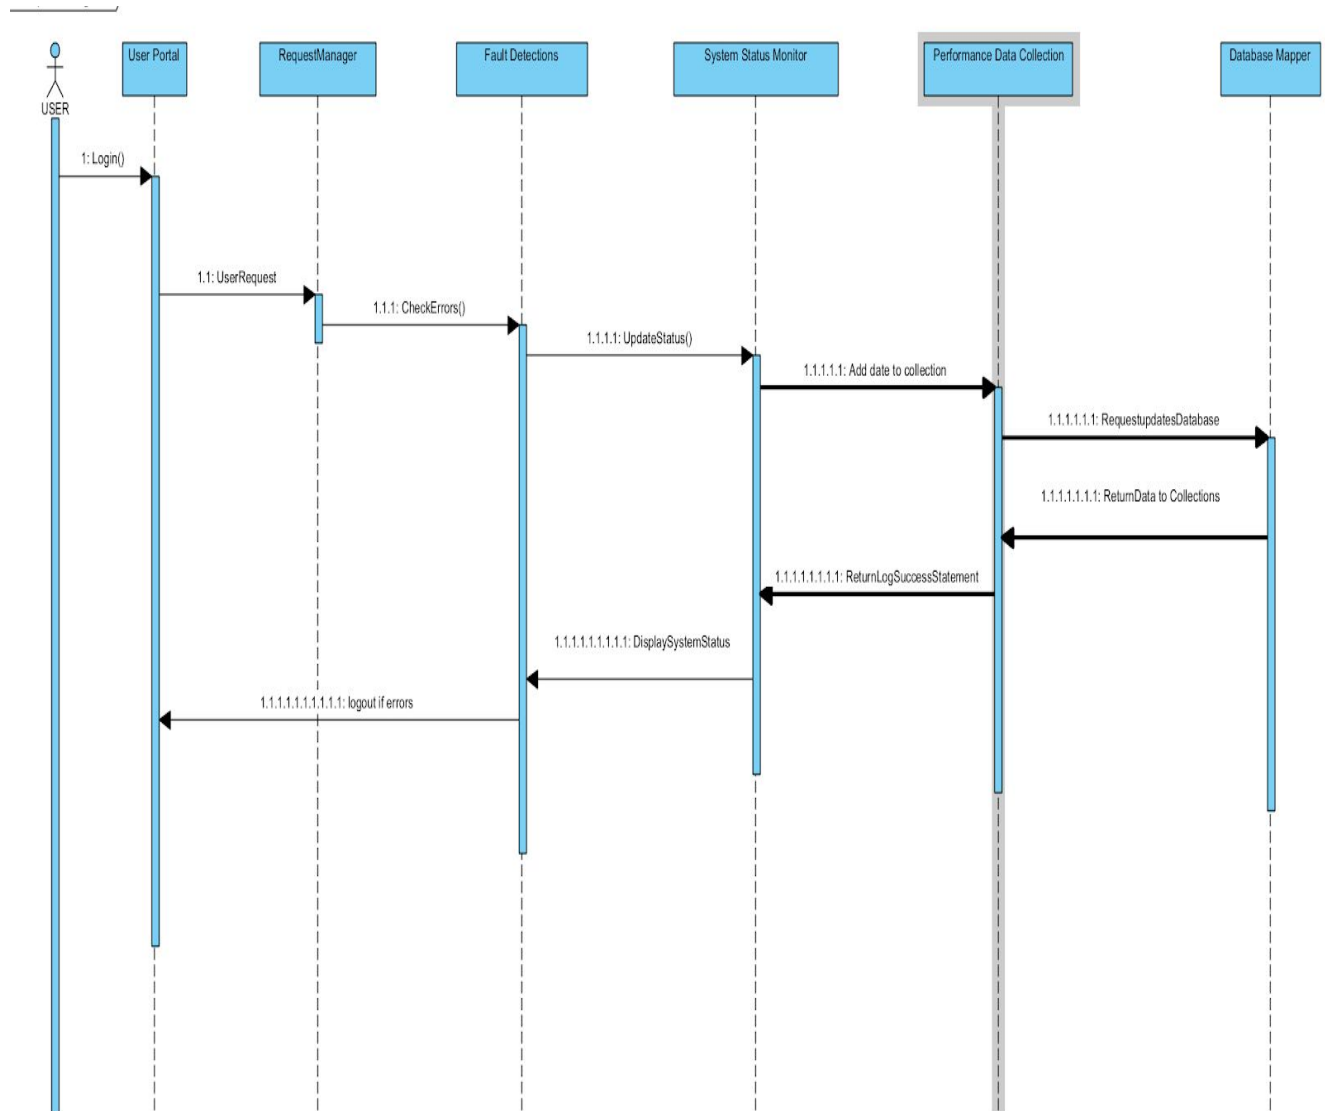 User Portal
RequestManager
Fault Detections
System Status Monitor
Performance Data Collection
Database Mapper
USER
1: Login()
1.1: UserRequest
1.1.1: CheckErrors()
1.1.1.1: UpdateStatus()
1.1.1.1.1: Add date to collection
1.1.1.1.1.1: RequestupdatesDatabase
1.1.1.1.1.1.1: ReturnData to Collections
1.1.1.1.1.1.1.1: ReturnLogSuccessStatement
1.1.1.1.1.1.1.1.1: DisplaySystemStatus
1.1.1.1.1.1.1.1.1.1: logout if errors